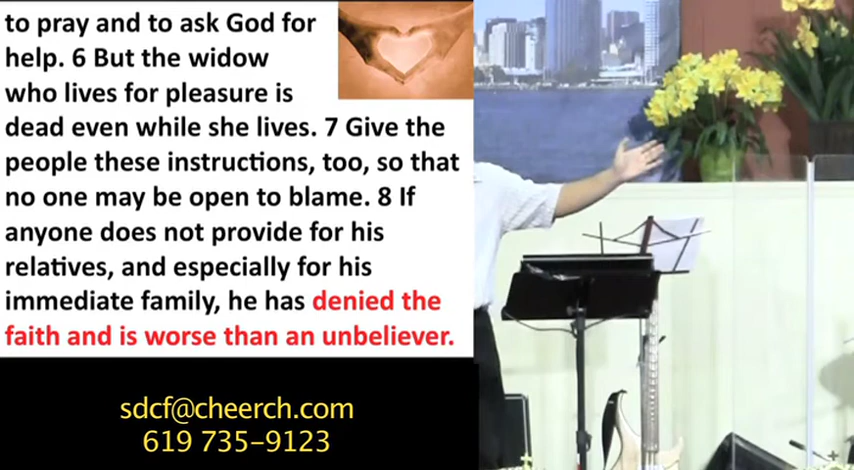 to pray and to ask God for
help. 6 But the widow
who lives for pleasure is
dead even while she lives. 7 Give the
people these instructions, too, so that
no one may be open to blame. 8 If
anyone does not provide for his
relatives, and especially for his
immediate family, he has denied the
faith and is worse than an unbeliever.
sdcf@cheerch.com
619 735-9123